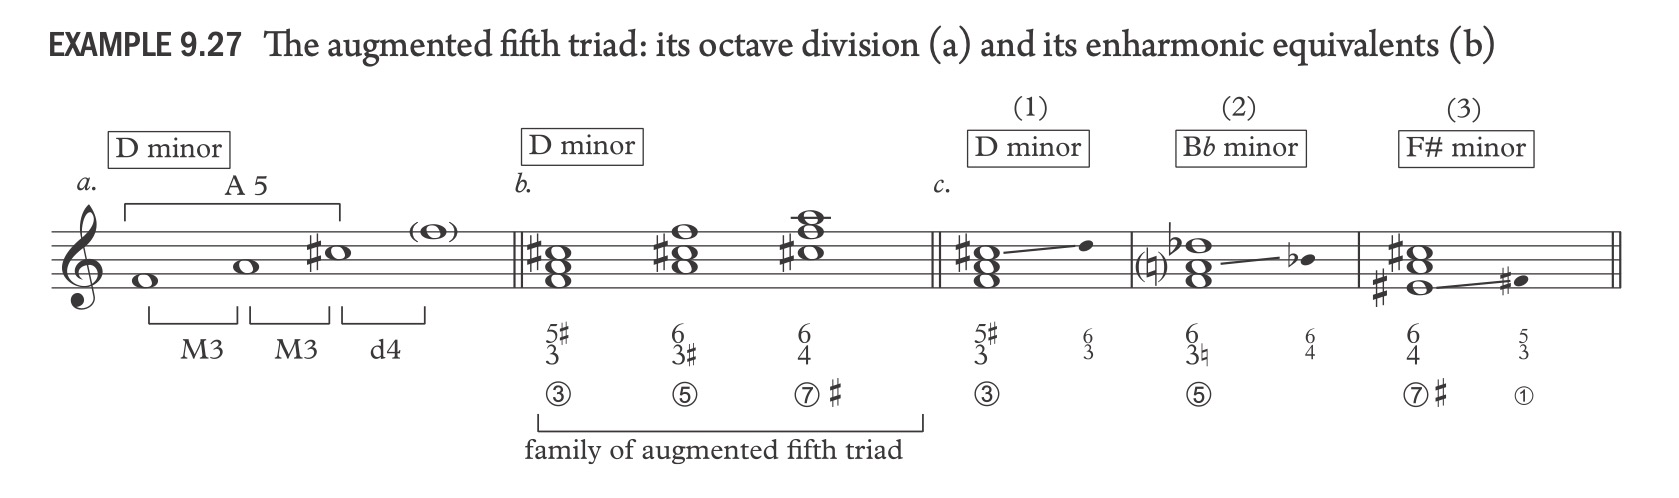 EXAMPLE 9.27 The augmented fifth triad: its octave division (a) and its enharmonic equivalents (b)
(1) (2) (3)
D minor D minor D minor Bb minor F# minor
a. A 5 b. c.
M3 M3 d4
5♯ 6 6 5♯ 6 6 6 6 5
3 3♯ 4 3 3 3♮ 4 4 3
③ ⑤ ⑦ ♯ ③ ⑤ ⑦ ♯ ①
family of augmented fifth triad